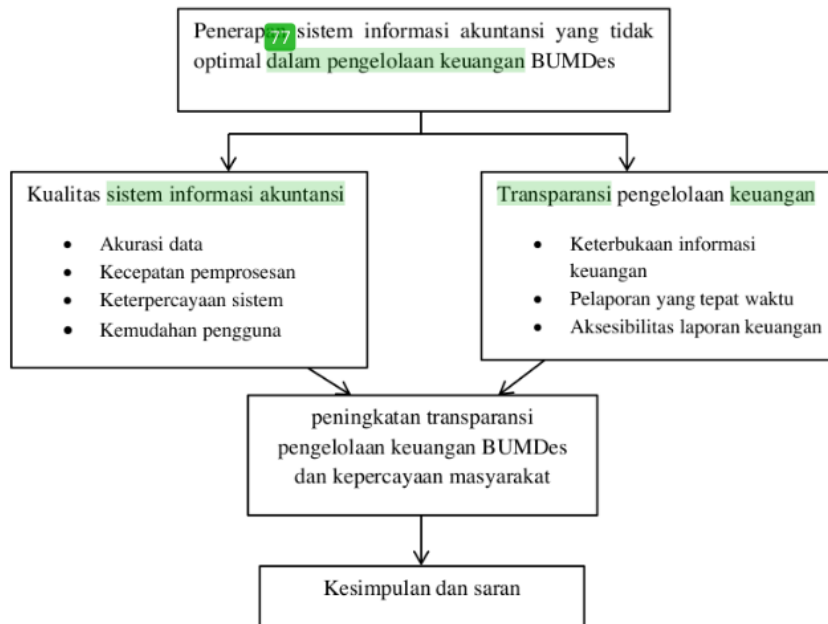 Penerapan sistem informasi akuntansi yang tidak
77
optimal dalam pengelolaan keuangan BUMDes
Kualitas sistem informasi akuntansi
• Akurasi data
• Kecepatan pemprosesan
• Keterpercayaan sistem
• Kemudahan pengguna
Transparansi pengelolaan keuangan
• Keterbukaan informasi
keuangan
• Pelaporan yang tepat waktu
• Aksesibilitas laporan keuangan
peningkatan transparansi
pengelolaan keuangan BUMDes
dan kepercayaan masyarakat
Kesimpulan dan saran